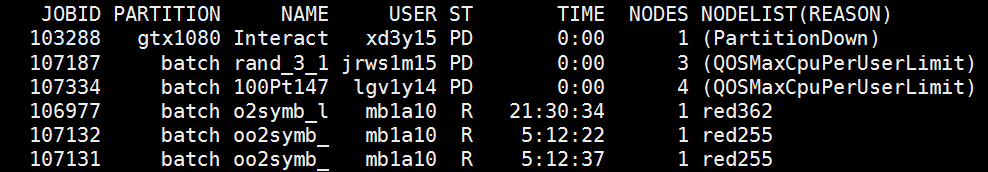 JOBID PARTITION NAME USER ST TIME NODES NODELIST(REASON)
103288 gtx1080 Interact xd3y15 PD 0:00 1 (PartitionDown)
107187 batch rand_3_1 jrws1m15 PD 0:00 3 (QOSMaxCpuPerUserLimit)
107334 batch 100Pt147 lgv1y14 PD 0:00 4 (QOSMaxCpuPerUserLimit)
106977 batch o2symb_l mb1a10 R 21:30:34 1 red362
107132 batch oo2symb_ mb1a10 R 5:12:22 1 red255
107131 batch oo2symb_ mb1a10 R 5:12:37 1 red255